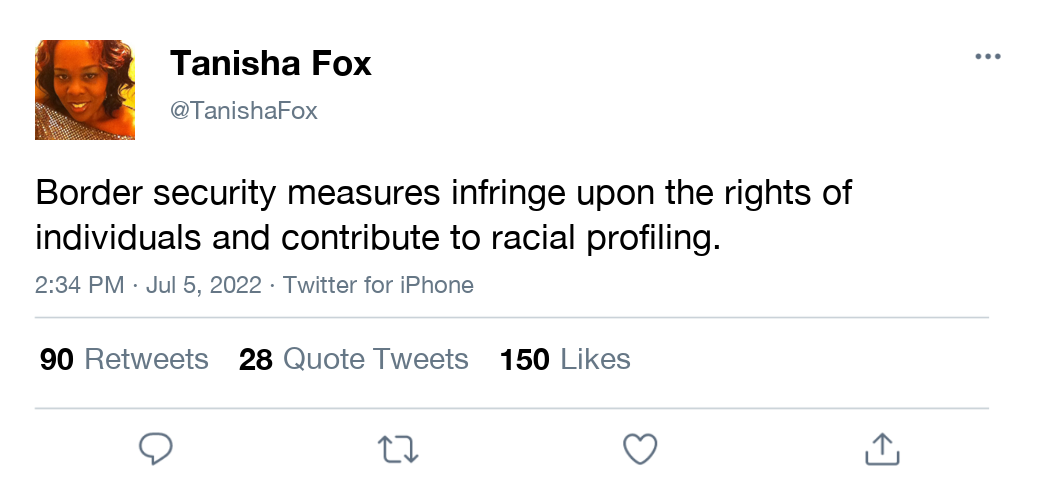 Tanisha Fox
@TanishaFox
Border security measures infringe upon the rights of
individuals and contribute to racial profiling.
2:34 PM · Jul 5, 2022 · Twitter for iPhone
90 Retweets 28 Quote Tweets 150 Likes